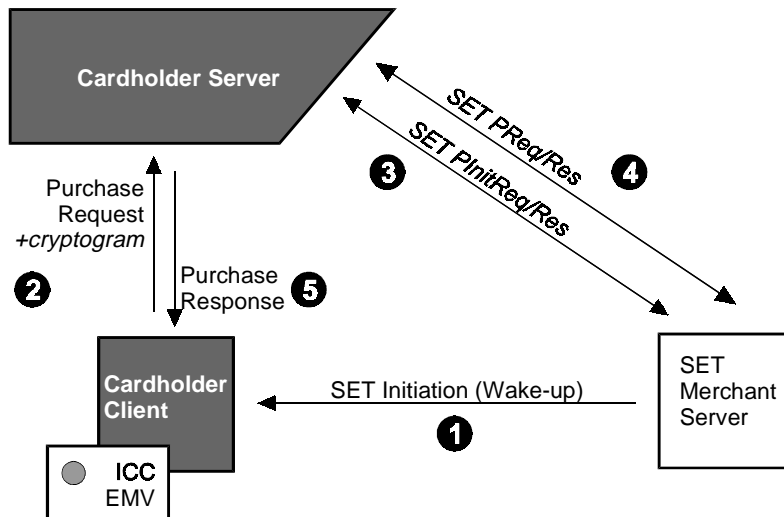 Cardholder Server
SET PReq/Res
4
3
SET PInitReq/Res
Purchase
Request
+cryptogram
2
Purchase
Response
5
Cardholder
Client
SET Initiation (Wake-up)
1
SET
Merchant
Server
ICC
EMV